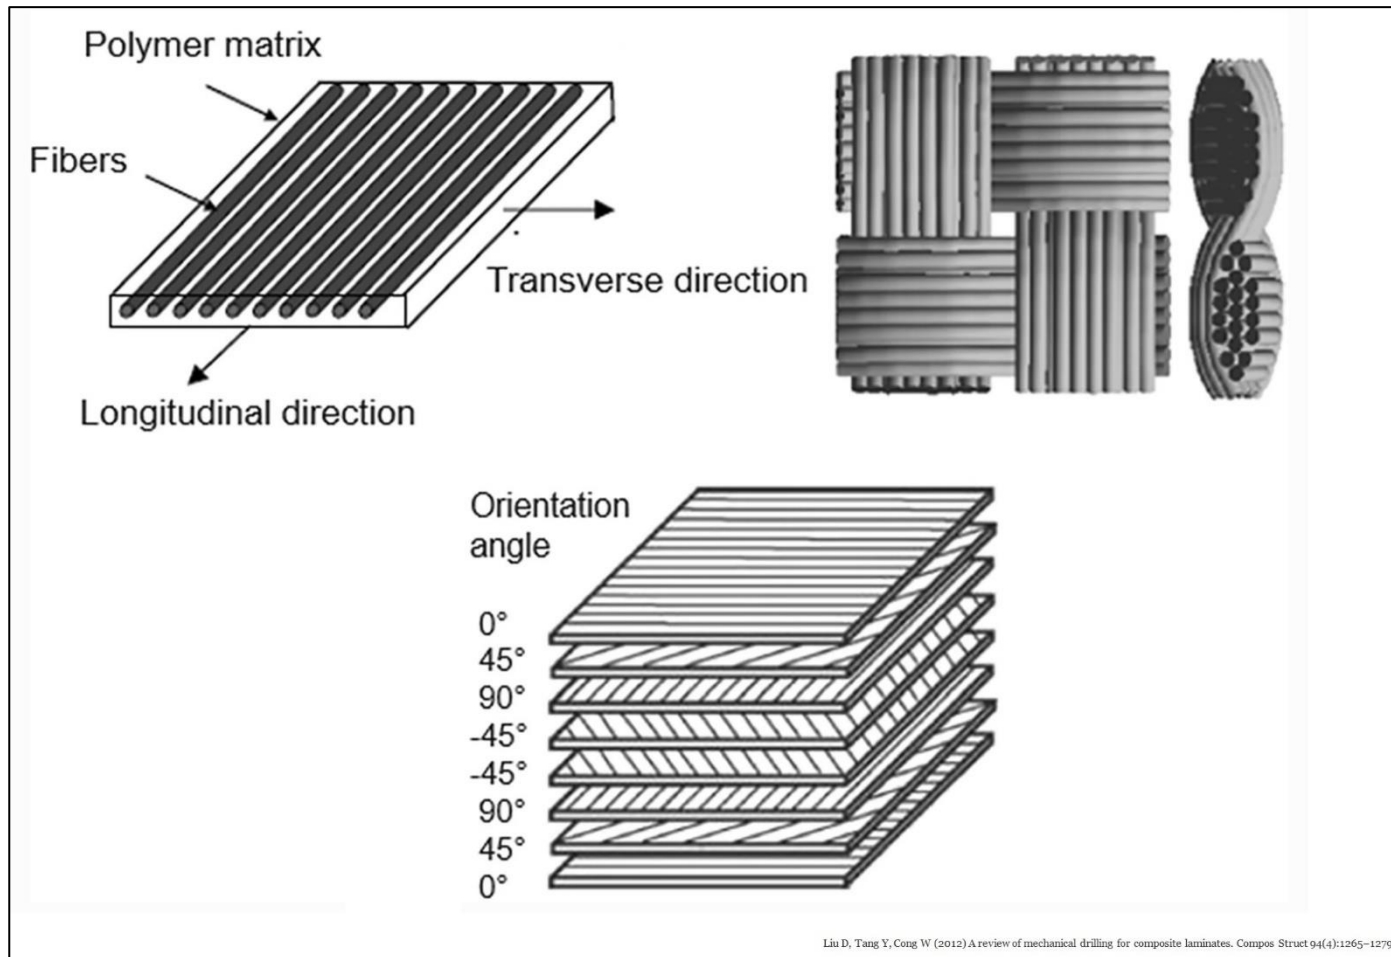 Polymer matrix
Fibers
Transverse direction
Longitudinal direction
Orientation
angle
0°
45°
90°
-45°
-45°
90°
45°
0°
Liu D, Tang Y, Cong W (2012) A review of mechanical drilling for composite laminates. Compos Struct 94(4):1265–1279